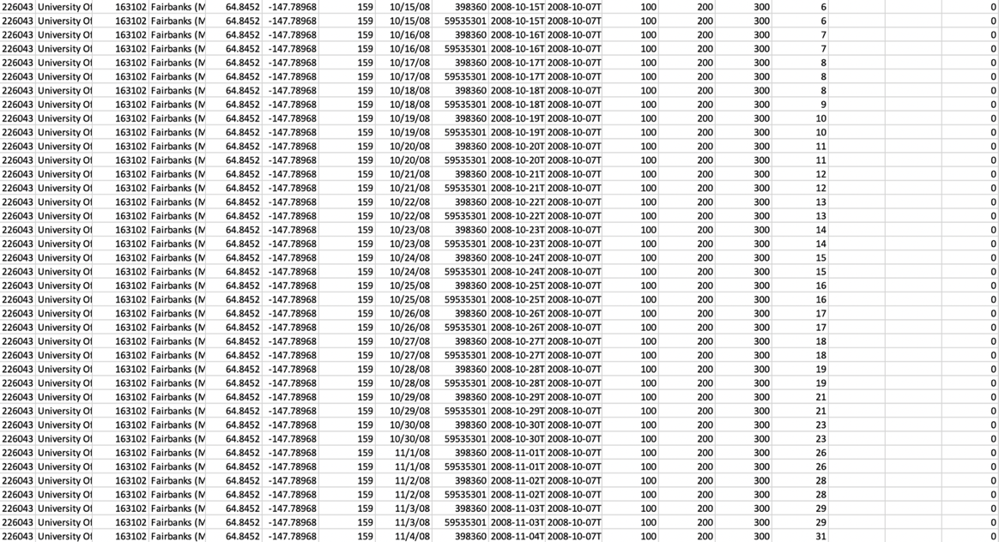 226043 University Of 163102 Fairbanks (M 64.8452 -147.78968 159 10/15/08 398360 2008-10-15T 2008-10-07T 100 200 300 6 0
226043 University Of 163102 Fairbanks (M 64.8452 -147.78968 159 10/15/08 59535301 2008-10-15T 2008-10-07T 100 200 300 6 0
226043 University Of 163102 Fairbanks (M 64.8452 -147.78968 159 10/16/08 398360 2008-10-16T 2008-10-07T 100 200 300 7 0
226043 University Of 163102 Fairbanks (M 64.8452 -147.78968 159 10/16/08 59535301 2008-10-16T 2008-10-07T 100 200 300 7 0
226043 University Of 163102 Fairbanks (M 64.8452 -147.78968 159 10/17/08 398360 2008-10-17T 2008-10-07T 100 200 300 8 0
226043 University Of 163102 Fairbanks (M 64.8452 -147.78968 159 10/17/08 59535301 2008-10-17T 2008-10-07T 100 200 300 8 0
226043 University Of 163102 Fairbanks (M 64.8452 -147.78968 159 10/18/08 398360 2008-10-18T 2008-10-07T 100 200 300 8 0
226043 University Of 163102 Fairbanks (M 64.8452 -147.78968 159 10/18/08 59535301 2008-10-18T 2008-10-07T 100 200 300 9 0
226043 University Of 163102 Fairbanks (M 64.8452 -147.78968 159 10/19/08 398360 2008-10-19T 2008-10-07T 100 200 300 10 0
226043 University Of 163102 Fairbanks (M 64.8452 -147.78968 159 10/19/08 59535301 2008-10-19T 2008-10-07T 100 200 300 10 0
226043 University Of 163102 Fairbanks (M 64.8452 -147.78968 159 10/20/08 398360 2008-10-20T 2008-10-07T 100 200 300 11 0
226043 University Of 163102 Fairbanks (M 64.8452 -147.78968 159 10/20/08 59535301 2008-10-20T 2008-10-07T 100 200 300 11 0
226043 University Of 163102 Fairbanks (M 64.8452 -147.78968 159 10/21/08 398360 2008-10-21T 2008-10-07T 100 200 300 12 0
226043 University Of 163102 Fairbanks (M 64.8452 -147.78968 159 10/21/08 59535301 2008-10-21T 2008-10-07T 100 200 300 12 0
226043 University Of 163102 Fairbanks (M 64.8452 -147.78968 159 10/22/08 398360 2008-10-22T 2008-10-07T 100 200 300 13 0
226043 University Of 163102 Fairbanks (M 64.8452 -147.78968 159 10/22/08 59535301 2008-10-22T 2008-10-07T 100 200 300 13 0
226043 University Of 163102 Fairbanks (M 64.8452 -147.78968 159 10/23/08 398360 2008-10-23T 2008-10-07T 100 200 300 14 0
226043 University Of 163102 Fairbanks (M 64.8452 -147.78968 159 10/23/08 59535301 2008-10-23T 2008-10-07T 100 200 300 14 0
226043 University Of 163102 Fairbanks (M 64.8452 -147.78968 159 10/24/08 398360 2008-10-24T 2008-10-07T 100 200 300 15 0
226043 University Of 163102 Fairbanks (M 64.8452 -147.78968 159 10/24/08 59535301 2008-10-24T 2008-10-07T 100 200 300 15 0
226043 University Of 163102 Fairbanks (M 64.8452 -147.78968 159 10/25/08 398360 2008-10-25T 2008-10-07T 100 200 300 16 0
226043 University Of 163102 Fairbanks (M 64.8452 -147.78968 159 10/25/08 59535301 2008-10-25T 2008-10-07T 100 200 300 16 0
226043 University Of 163102 Fairbanks (M 64.8452 -147.78968 159 10/26/08 398360 2008-10-26T 2008-10-07T 100 200 300 17 0
226043 University Of 163102 Fairbanks (M 64.8452 -147.78968 159 10/26/08 59535301 2008-10-26T 2008-10-07T 100 200 300 17 0
226043 University Of 163102 Fairbanks (M 64.8452 -147.78968 159 10/27/08 398360 2008-10-27T 2008-10-07T 100 200 300 18 0
226043 University Of 163102 Fairbanks (M 64.8452 -147.78968 159 10/27/08 59535301 2008-10-27T 2008-10-07T 100 200 300 18 0
226043 University Of 163102 Fairbanks (M 64.8452 -147.78968 159 10/28/08 398360 2008-10-28T 2008-10-07T 100 200 300 19 0
226043 University Of 163102 Fairbanks (M 64.8452 -147.78968 159 10/28/08 59535301 2008-10-28T 2008-10-07T 100 200 300 19 0
226043 University Of 163102 Fairbanks (M 64.8452 -147.78968 159 10/29/08 398360 2008-10-29T 2008-10-07T 100 200 300 21 0
226043 University Of 163102 Fairbanks (M 64.8452 -147.78968 159 10/29/08 59535301 2008-10-29T 2008-10-07T 100 200 300 21 0
226043 University Of 163102 Fairbanks (M 64.8452 -147.78968 159 10/30/08 398360 2008-10-30T 2008-10-07T 100 200 300 23 0
226043 University Of 163102 Fairbanks (M 64.8452 -147.78968 159 10/30/08 59535301 2008-10-30T 2008-10-07T 100 200 300 23 0
226043 University Of 163102 Fairbanks (M 64.8452 -147.78968 159 11/1/08 398360 2008-11-01T 2008-10-07T 100 200 300 26 0
226043 University Of 163102 Fairbanks (M 64.8452 -147.78968 159 11/1/08 59535301 2008-11-01T 2008-10-07T 100 200 300 26 0
226043 University Of 163102 Fairbanks (M 64.8452 -147.78968 159 11/2/08 398360 2008-11-02T 2008-10-07T 100 200 300 28 0
226043 University Of 163102 Fairbanks (M 64.8452 -147.78968 159 11/2/08 59535301 2008-11-02T 2008-10-07T 100 200 300 28 0
226043 University Of 163102 Fairbanks (M 64.8452 -147.78968 159 11/3/08 398360 2008-11-03T 2008-10-07T 100 200 300 29 0
226043 University Of 163102 Fairbanks (M 64.8452 -147.78968 159 11/3/08 59535301 2008-11-03T 2008-10-07T 100 200 300 29 0
226043 University Of 163102 Fairbanks (M 64.8452 -147.78968 159 11/4/08 398360 2008-11-04T 2008-10-07T 100 200 300 31 0